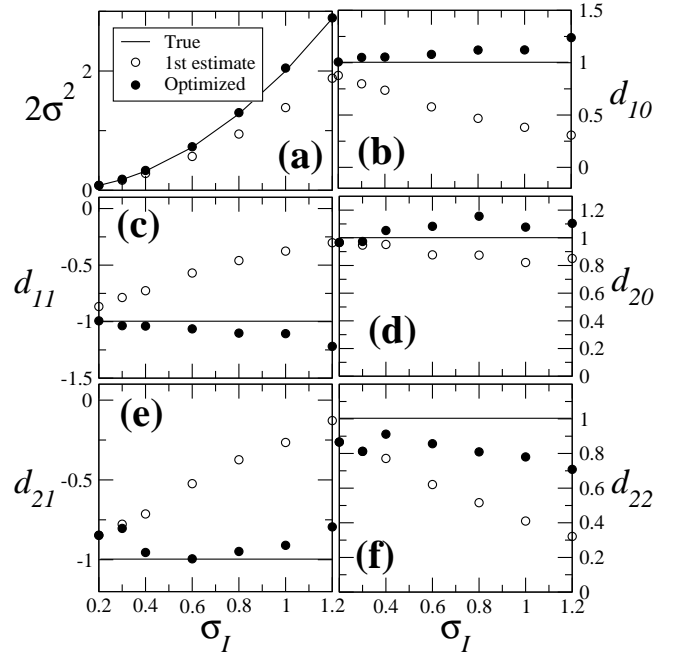 True
1st estimate
Optimized
2σ²
2
0
(a)
1.5
1
0.5
0
d₁₀
(b)
0
-0.5
-1
-1.5
d₁₁
(c)
1.2
1
0.8
0.6
0.4
0.2
0
d₂₀
(d)
0
-0.5
-1
d₂₁
(e)
1
0.8
0.6
0.4
0.2
0
d₂₂
(f)
0.2 0.4 0.6 0.8 1 1.2
0.2 0.4 0.6 0.8 1 1.2
σ_I
σ_I